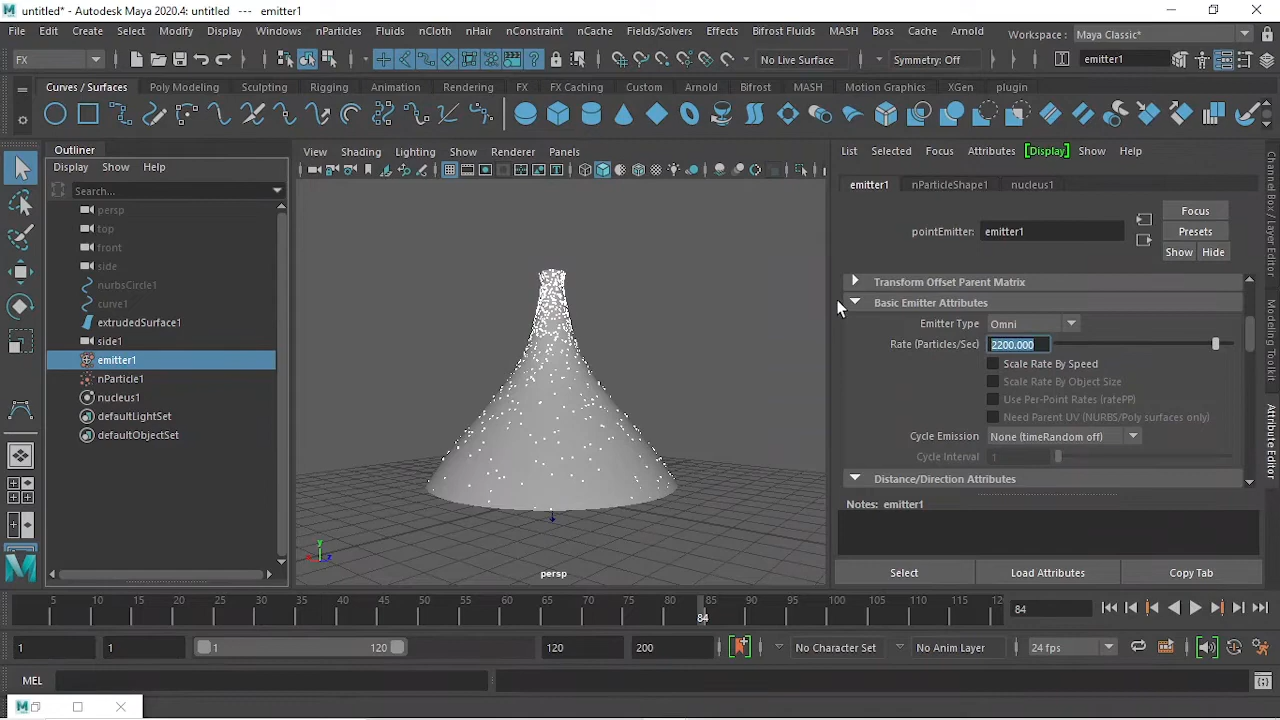 untitled* - Autodesk Maya 2020.4: untitled --- emitter1
File Edit Create Select Modify Display Windows nParticles Fluids nCloth nHair nConstraint nCache Fields/Solvers Effects Bifrost Fluids MASH Boss Cache Arnold Workspace : Maya Classic*
FX No Live Surface Symmetry: Off emitter1
Curves / Surfaces Poly Modeling Sculpting Rigging Animation Rendering FX FX Caching Custom Arnold Bifrost MASH Motion Graphics XGen plugin
Outliner
Display Show Help
Search...
persp
top
front
side
nurbsCircle1
curve1
extrudedSurface1
side1
emitter1
nParticle1
nucleus1
defaultLightSet
defaultObjectSet
View Shading Lighting Show Renderer Panels
persp
List Selected Focus Attributes [Display] Show Help
emitter1 nParticleShape1 nucleus1
Focus
pointEmitter: emitter1 Presets
Show Hide
Transform Offset Parent Matrix
Basic Emitter Attributes
Emitter Type Omni
Rate (Particles/Sec) 2200.000
Scale Rate By Speed
Scale Rate By Object Size
Use Per-Point Rates (ratePP)
Need Parent UV (NURBS/Poly surfaces only)
Cycle Emission None (timeRandom off)
Cycle Interval 1
Distance/Direction Attributes
Notes: emitter1
Select Load Attributes Copy Tab
Channel Box / Layer Editor
Modeling Toolkit
Attribute Editor
5 10 15 20 25 30 35 40 45 50 55 60 65 70 75 80 85 90 95 100 105 110 115 12
84 84
1 1 1 120 120 200 No Character Set No Anim Layer 24 fps
MEL